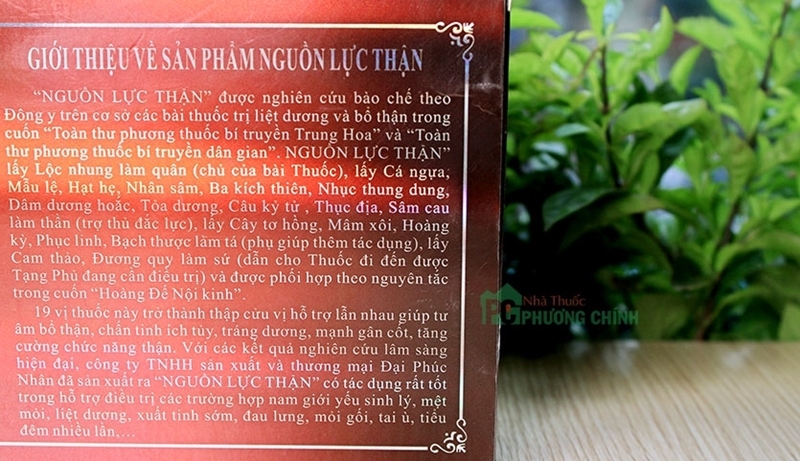 GIỚI THIỆU VỀ SẢN PHẨM NGUỒN LỰC THẬN
“NGUỒN LỰC THẬN” được nghiên cứu bào chế theo
Đông y trên cơ sở các bài thuốc trị liệt dương và bổ thận trong
cuốn “Toàn thư phương thuốc bí truyền Trung Hoa” và “Toàn
thư phương thuốc bí truyền dân gian”. NGUỒN LỰC THẬN”
lấy Lộc nhung làm quân (chủ của bài Thuốc), lấy Cá ngựa,
Mẫu lệ, Hạt hẹ, Nhân sâm, Ba kích thiên, Nhục thung dung,
Dâm dương hoắc, Tỏa dương, Câu kỷ tử , Thục địa, Sâm cau
làm thần (trợ thủ đắc lực), lấy Cây tơ hồng, Mâm xôi, Hoàng
kỳ, Phục linh, Bạch thược làm tá (phụ giúp thêm tác dụng), lấy
Cam thảo, Đương quy làm sứ (dẫn cho Thuốc đi đến được
Tạng Phủ đang cần điều trị) và được phối hợp theo nguyên tắc
trong cuốn “Hoàng Đế Nội kinh”.
19 vị thuốc này trở thành thập cửu vị hỗ trợ lẫn nhau giúp tư
âm bổ thận, chấn tinh ích tủy, tráng dương, mạnh gân cốt, tăng
cường chức năng thận. Với các kết quả nghiên cứu lâm sàng
hiện đại, công ty TNHH sản xuất và thương mại Đại Phúc
Nhân đã sản xuất ra “NGUỒN LỰC THẬN” có tác dụng rất tốt
trong hỗ trợ điều trị các trường hợp nam giới yếu sinh lý, mệt
mỏi, liệt dương, xuất tinh sớm, đau lưng, mỏi gối, tai ù, tiểu
đêm nhiều lần,...
Nhà Thuốc
PHƯƠNG CHÍNH